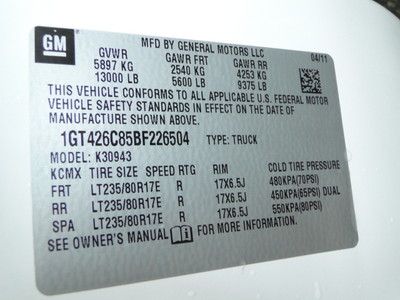 GM
MFD BY GENERAL MOTORS LLC
04/11
GVWR GAWR FRT GAWR RR
5897 KG 2540 KG 4253 KG
13000 LB 5600 LB 9375 LB
THIS VEHICLE CONFORMS TO ALL APPLICABLE U.S. FEDERAL MOTOR
VEHICLE SAFETY STANDARDS IN EFFECT ON THE DATE OF
MANUFACTURE SHOWN ABOVE.
1GT426C85BF226504 TYPE: TRUCK
MODEL: K30943
KCMX TIRE SIZE SPEED RTG RIM COLD TIRE PRESSURE
FRT LT235/80R17E R 17X6.5J 480KPA(70PSI)
RR LT235/80R17E R 17X6.5J 450KPA(65PSI) DUAL
SPA LT235/80R17E R 17X6.5J 550KPA(80PSI)
SEE OWNER'S MANUAL FOR MORE INFORMATION.